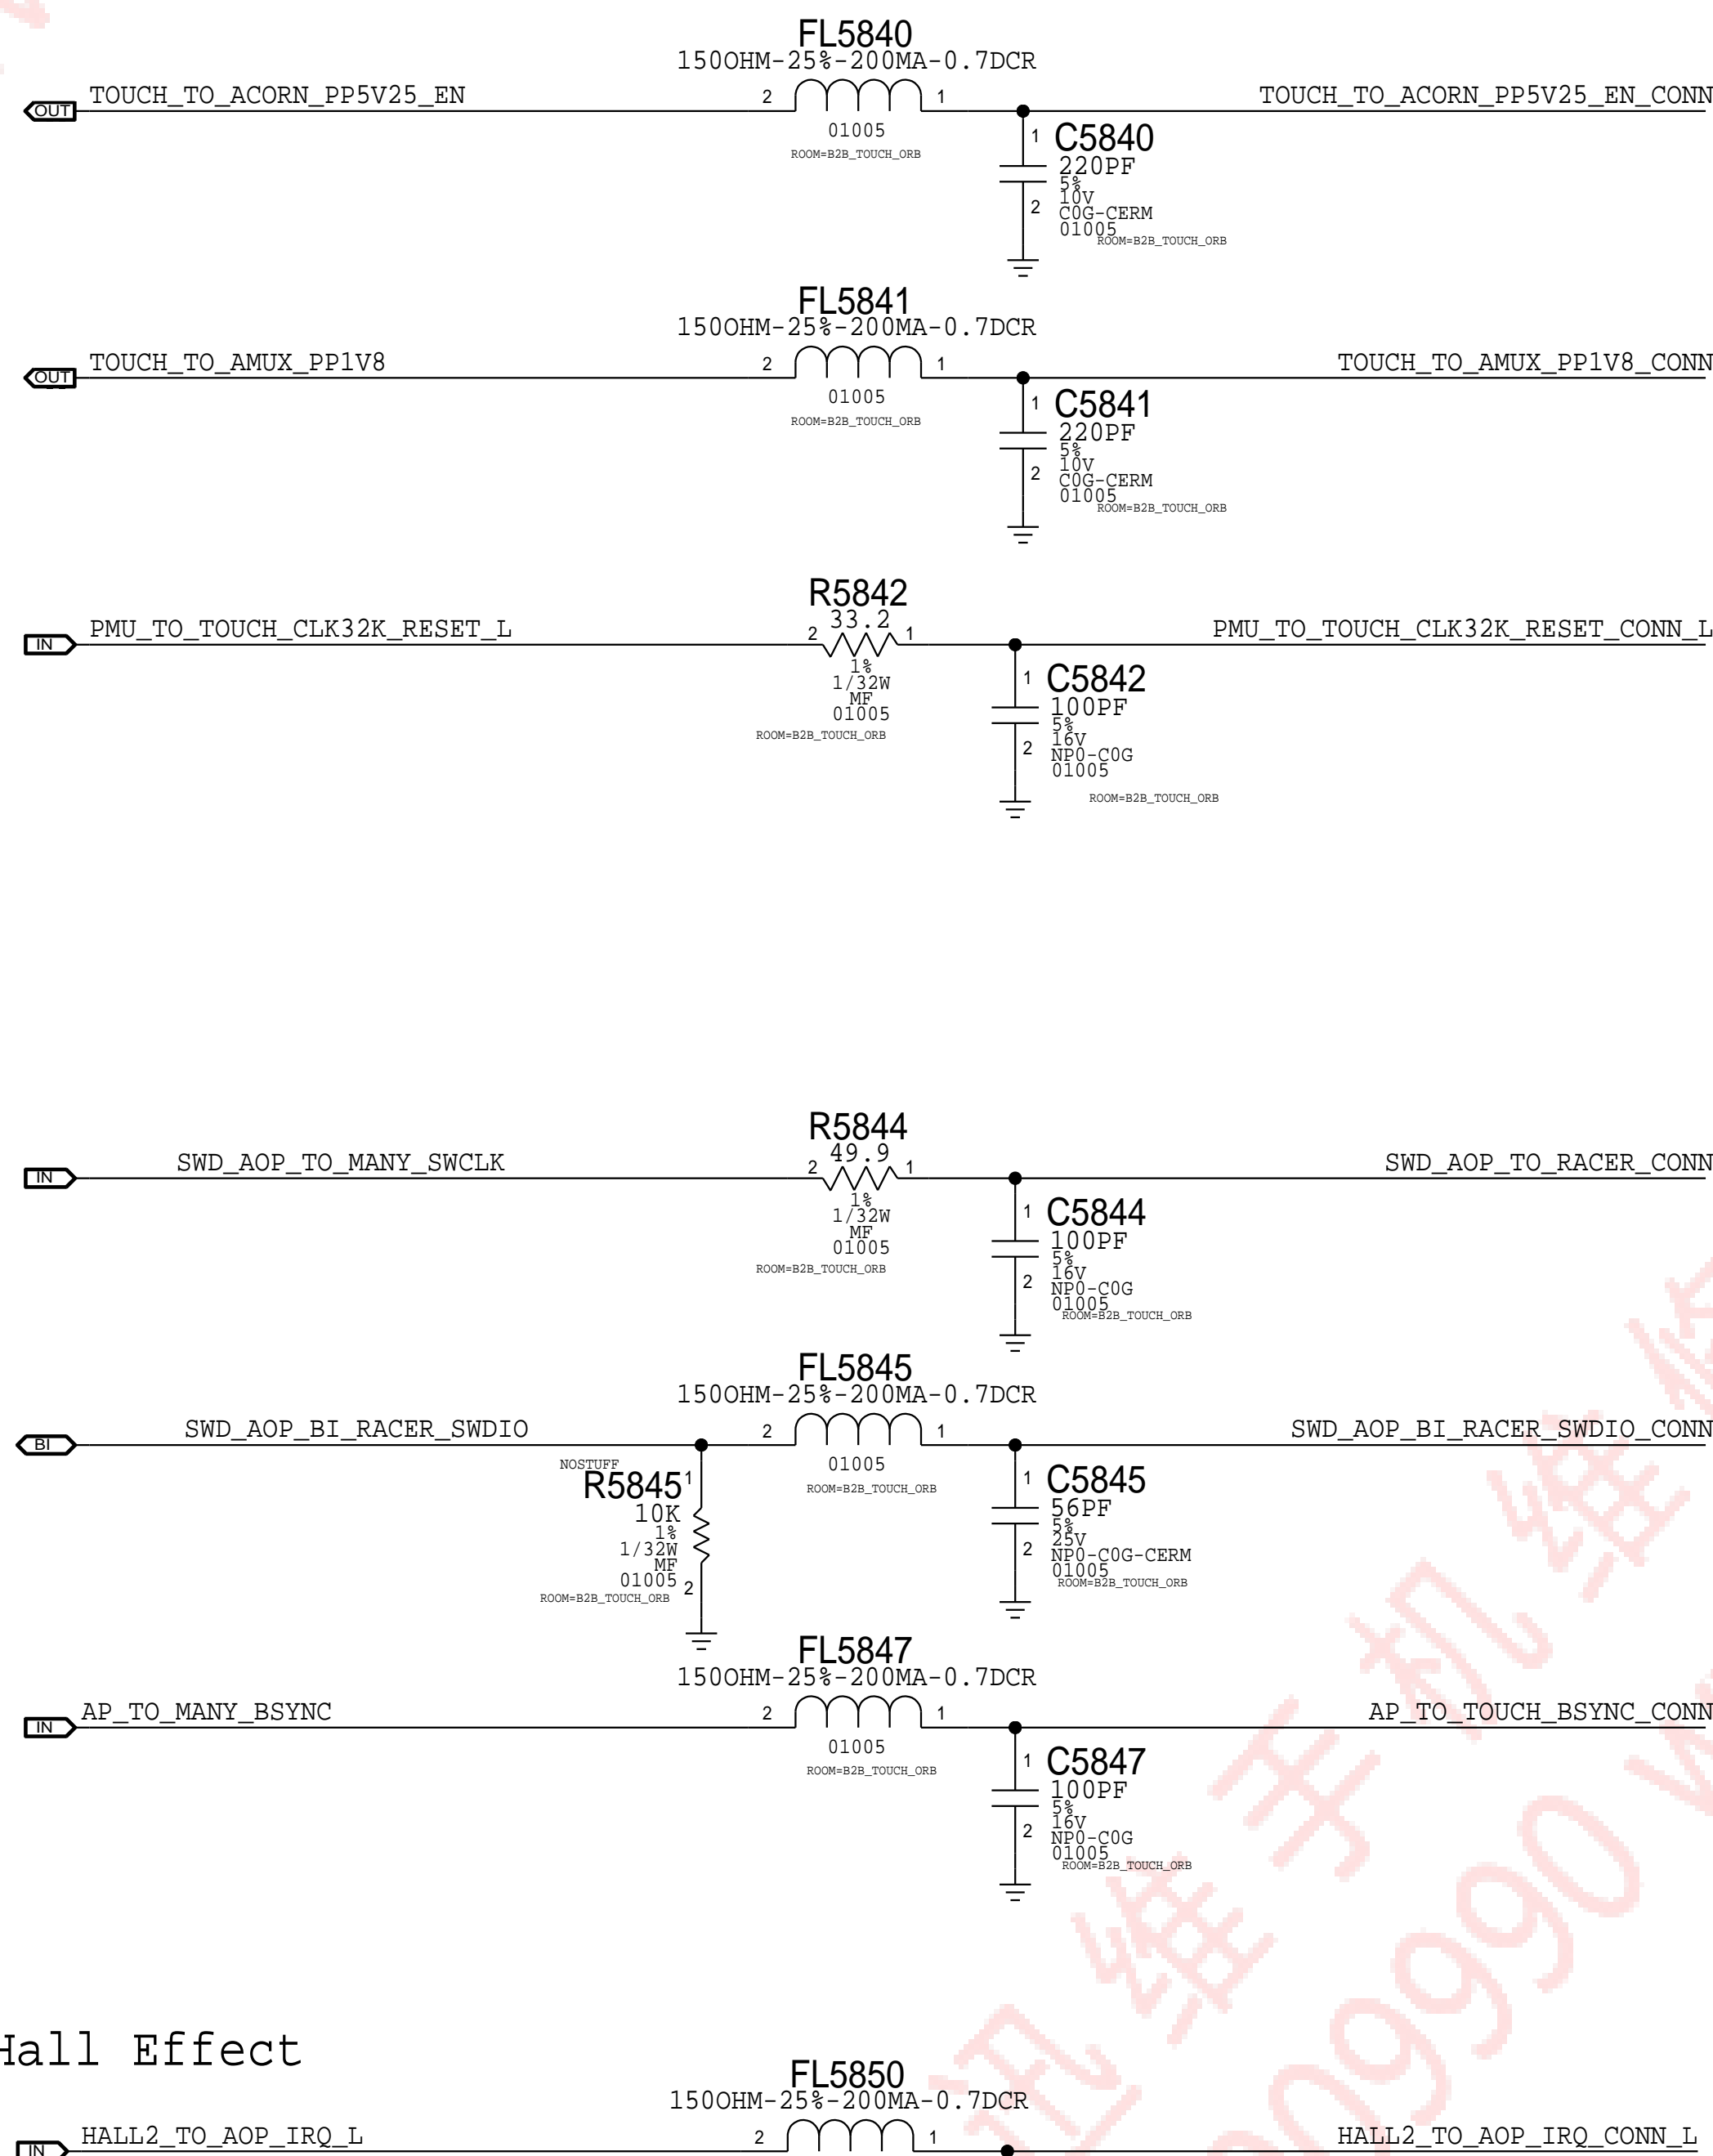 FL5840
150OHM-25%-200MA-0.7DCR
OUT TOUCH_TO_ACORN_PP5V25_EN 2 1 TOUCH_TO_ACORN_PP5V25_EN_CONN
01005
ROOM=B2B_TOUCH_ORB
1 C5840
220PF
5%
10V
2 C0G-CERM
01005
ROOM=B2B_TOUCH_ORB
FL5841
150OHM-25%-200MA-0.7DCR
OUT TOUCH_TO_AMUX_PP1V8 2 1 TOUCH_TO_AMUX_PP1V8_CONN
01005
ROOM=B2B_TOUCH_ORB
1 C5841
220PF
5%
10V
2 C0G-CERM
01005
ROOM=B2B_TOUCH_ORB
R5842
33.2
IN PMU_TO_TOUCH_CLK32K_RESET_L 2 1 PMU_TO_TOUCH_CLK32K_RESET_CONN_L
1%
1/32W
MF
01005
ROOM=B2B_TOUCH_ORB
1 C5842
100PF
5%
16V
2 NP0-C0G
01005
ROOM=B2B_TOUCH_ORB
R5844
49.9
IN SWD_AOP_TO_MANY_SWCLK 2 1 SWD_AOP_TO_RACER_CONN
1%
1/32W
MF
01005
ROOM=B2B_TOUCH_ORB
1 C5844
100PF
5%
16V
2 NP0-C0G
01005
ROOM=B2B_TOUCH_ORB
FL5845
150OHM-25%-200MA-0.7DCR
BI SWD_AOP_BI_RACER_SWDIO 2 1 SWD_AOP_BI_RACER_SWDIO_CONN
01005
ROOM=B2B_TOUCH_ORB
NOSTUFF
R5845 1
10K
1%
1/32W
MF
01005 2
ROOM=B2B_TOUCH_ORB
1 C5845
56PF
5%
25V
2 NP0-C0G-CERM
01005
ROOM=B2B_TOUCH_ORB
FL5847
150OHM-25%-200MA-0.7DCR
IN AP_TO_MANY_BSYNC 2 1 AP_TO_TOUCH_BSYNC_CONN
01005
ROOM=B2B_TOUCH_ORB
1 C5847
100PF
5%
16V
2 NP0-C0G
01005
ROOM=B2B_TOUCH_ORB
Hall Effect
FL5850
150OHM-25%-200MA-0.7DCR
IN HALL2_TO_AOP_IRQ_L 2 1 HALL2_TO_AOP_IRQ_CONN_L
迅维手机维